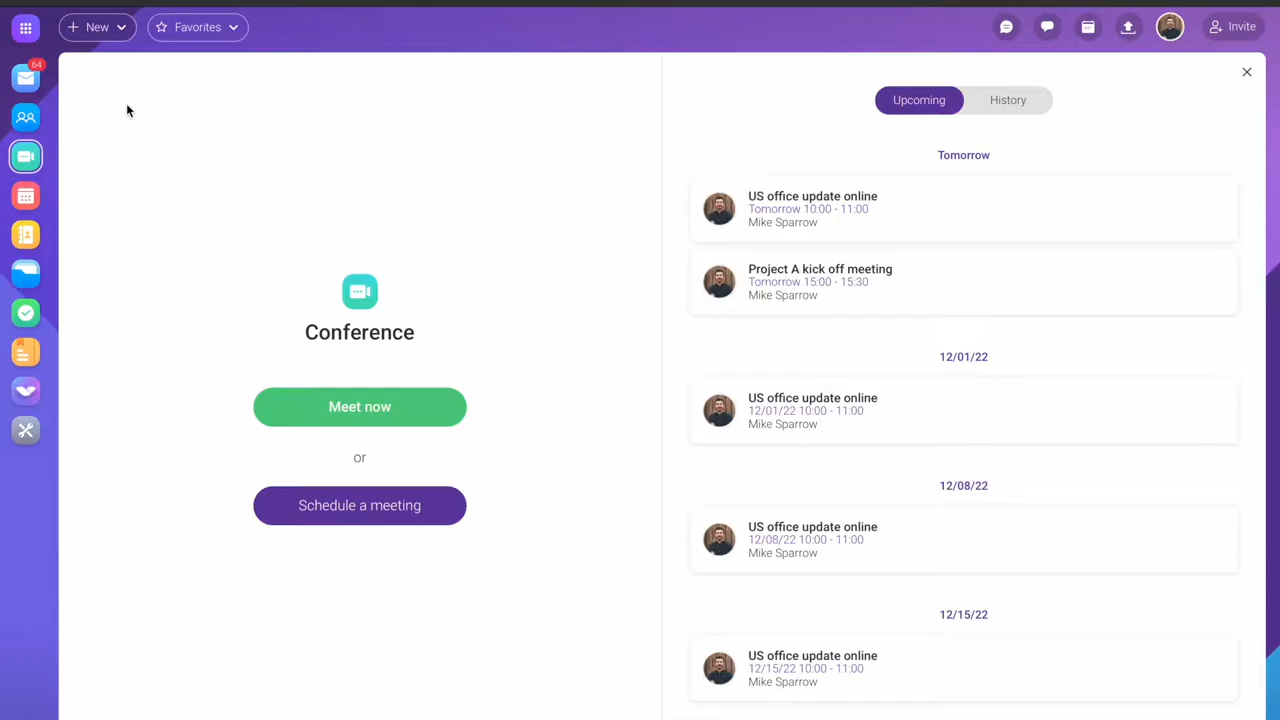 New
Favorites
Invite
64
Conference
Meet now
or
Schedule a meeting
Upcoming
History
Tomorrow
US office update online
Tomorrow 10:00 - 11:00
Mike Sparrow
Project A kick off meeting
Tomorrow 15:00 - 15:30
Mike Sparrow
12/01/22
US office update online
12/01/22 10:00 - 11:00
Mike Sparrow
12/08/22
US office update online
12/08/22 10:00 - 11:00
Mike Sparrow
12/15/22
US office update online
12/15/22 10:00 - 11:00
Mike Sparrow